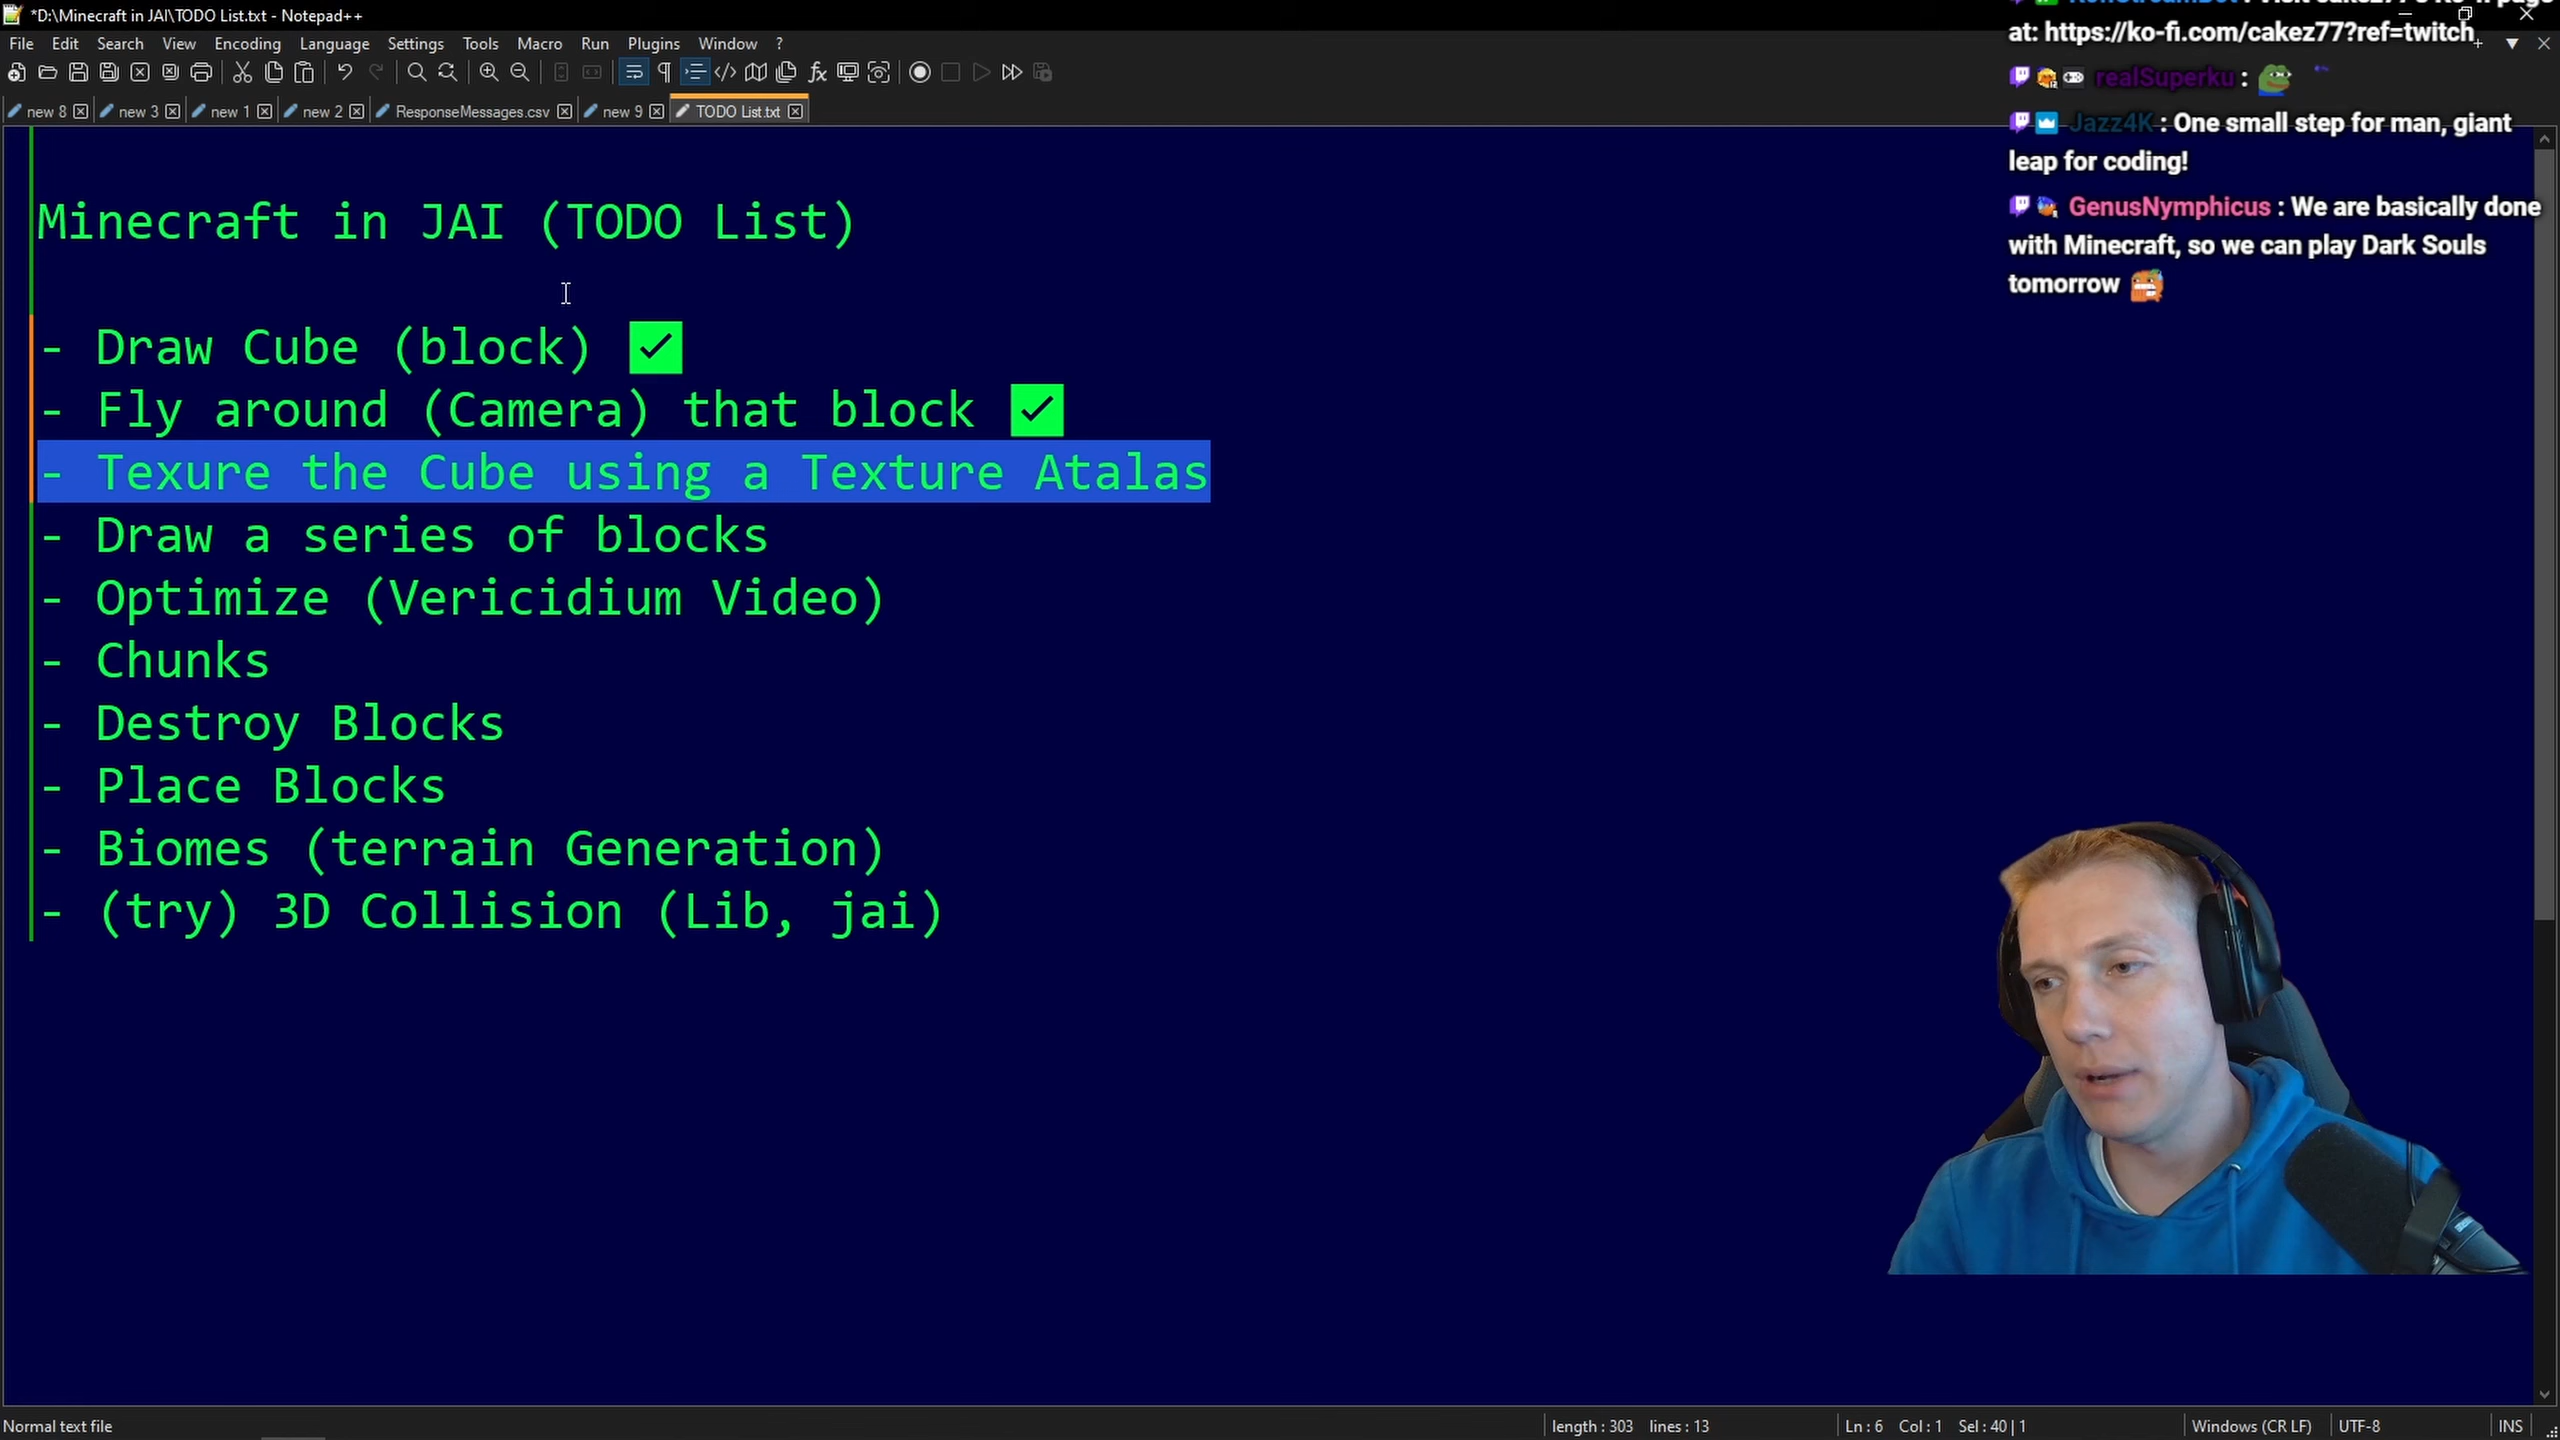 *D:\Minecraft in JAI\TODO List.txt - Notepad++
File Edit Search View Encoding Language Settings Tools Macro Run Plugins Window ?
new 8 new 3 new 1 new 2 ResponseMessages.csv new 9 TODO List.txt
Minecraft in JAI (TODO List)
- Draw Cube (block) ✅
- Fly around (Camera) that block ✅
- Texure the Cube using a Texture Atalas
- Draw a series of blocks
- Optimize (Vericidium Video)
- Chunks
- Destroy Blocks
- Place Blocks
- Biomes (terrain Generation)
- (try) 3D Collision (Lib, jai)
at: https://ko-fi.com/cakez77?ref=twitch
realSuperku :
Jazz4K : One small step for man, giant
leap for coding!
GenusNymphicus : We are basically done
with Minecraft, so we can play Dark Souls
tomorrow
Normal text file length : 303 lines : 13 Ln : 6 Col : 1 Sel : 40 | 1 Windows (CR LF) UTF-8 INS